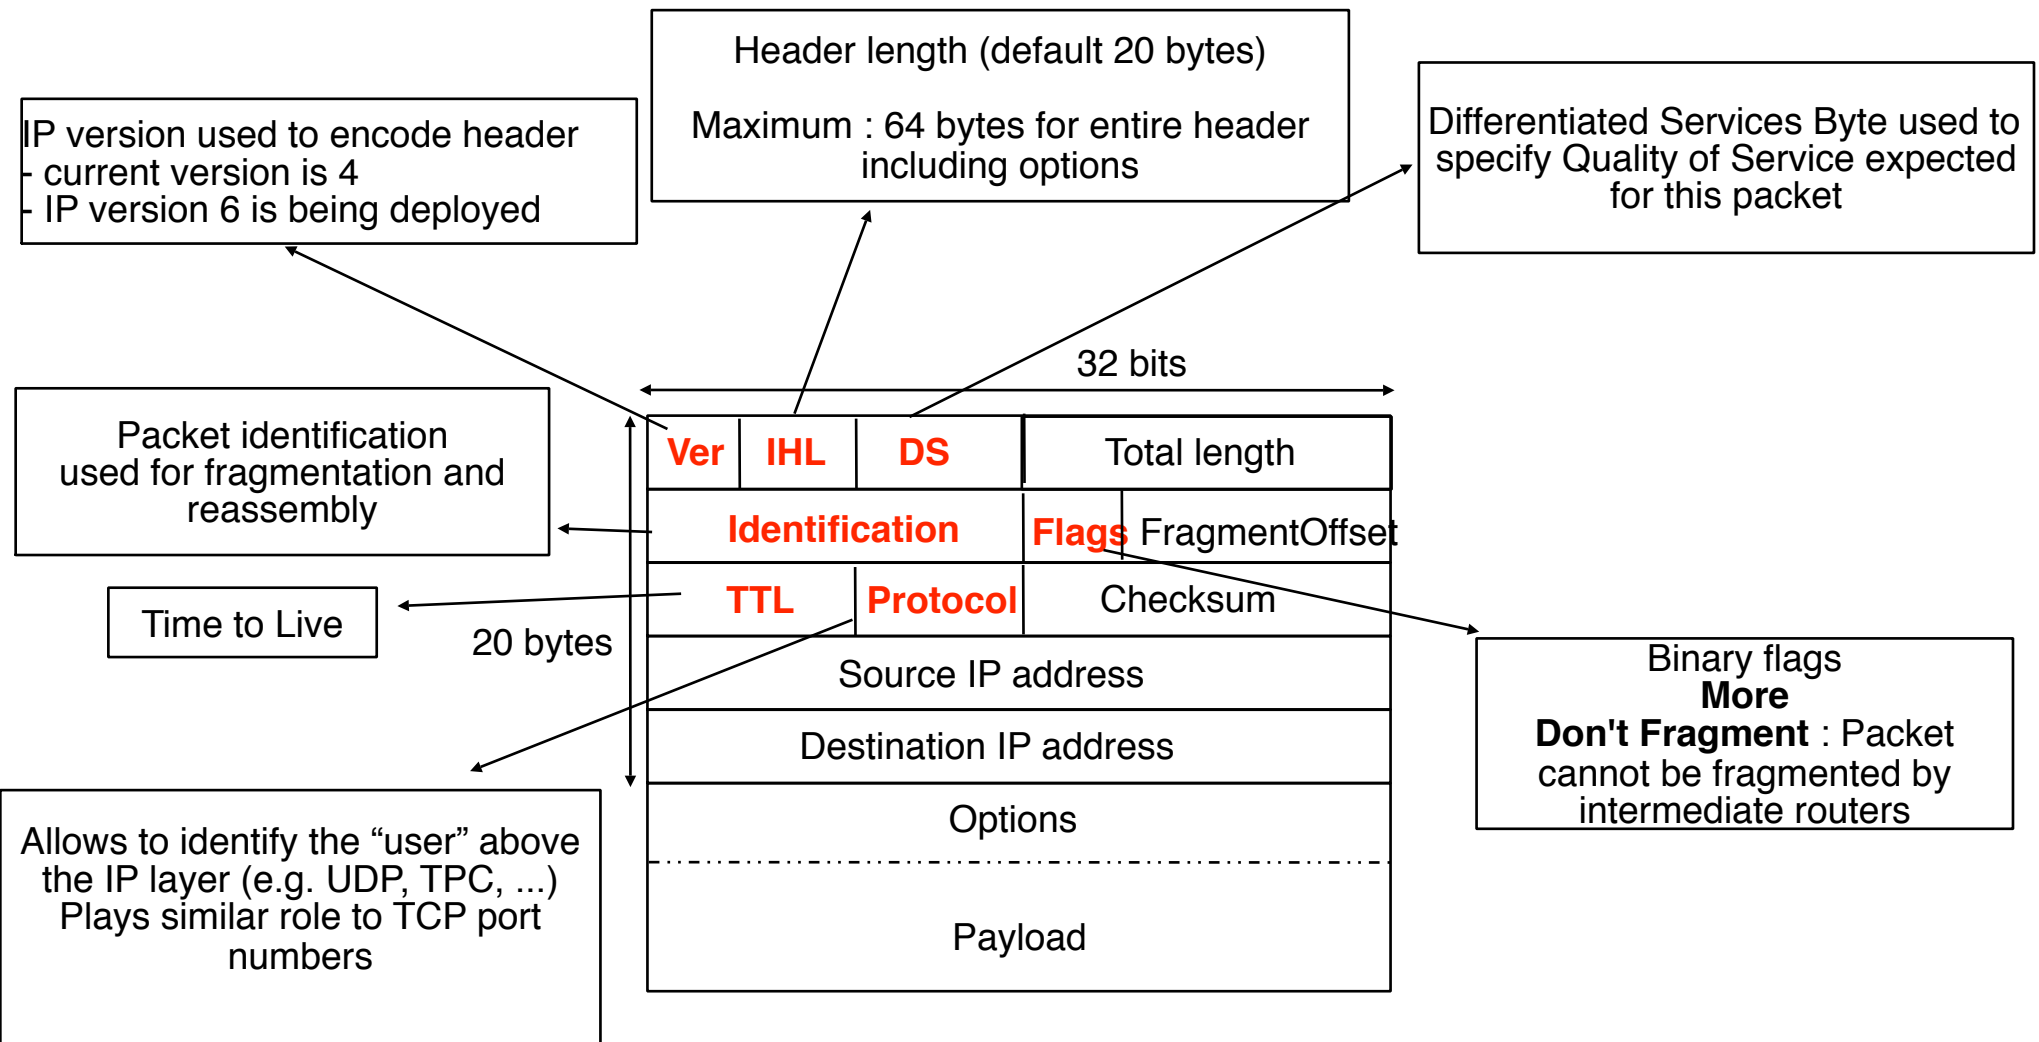 Header length (default 20 bytes)
Maximum : 64 bytes for entire header
including options
IP version used to encode header
- current version is 4
- IP version 6 is being deployed
Differentiated Services Byte used to
specify Quality of Service expected
for this packet
32 bits
Packet identification
used for fragmentation and
reassembly
Ver IHL DS Total length
Identification Flags FragmentOffset
TTL Protocol Checksum
Time to Live
20 bytes
Source IP address
Destination IP address
Options
Payload
Binary flags
More
Don't Fragment : Packet
cannot be fragmented by
intermediate routers
Allows to identify the “user” above
the IP layer (e.g. UDP, TPC, ...)
Plays similar role to TCP port
numbers